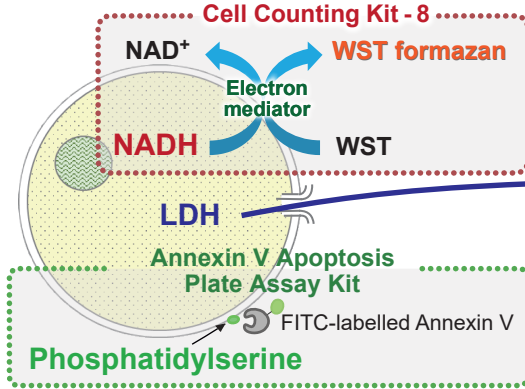 Cell Counting Kit - 8
NAD⁺
WST formazan
Electron
mediator
NADH
WST
LDH
Annexin V Apoptosis
Plate Assay Kit
FITC-labelled Annexin V
Phosphatidylserine